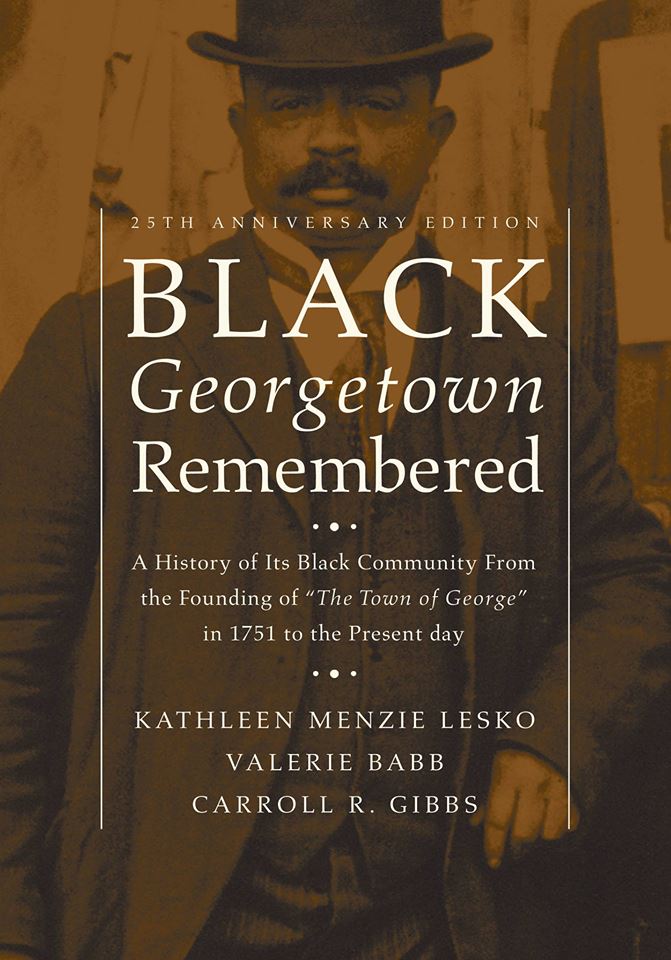 25TH ANNIVERSARY EDITION
BLACK
Georgetown
Remembered
A History of Its Black Community From
the Founding of “The Town of George”
in 1751 to the Present day
KATHLEEN MENZIE LESKO
VALERIE BABB
CARROLL R. GIBBS